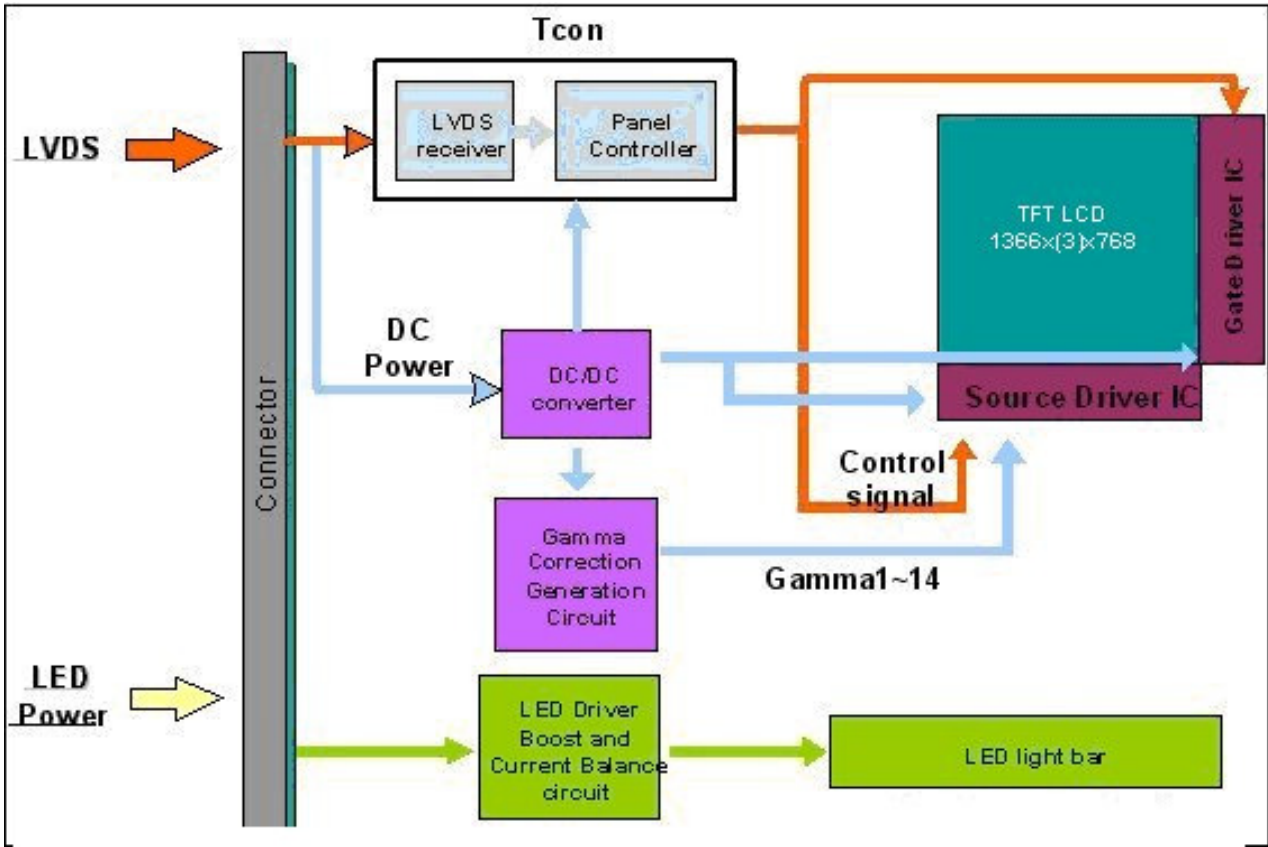 Tcon
LVDS
LVDS
receiver
Panel
Controller
TFT LCD
1366x(3)x768
Gate Driver IC
DC
Power
DC/DC
converter
Source Driver IC
Connector
Control
signal
Gamma
Correction
Generation
Circuit
Gamma1~14
LED
Power
LED Driver
Boost and
Current Balance
circuit
LED light bar